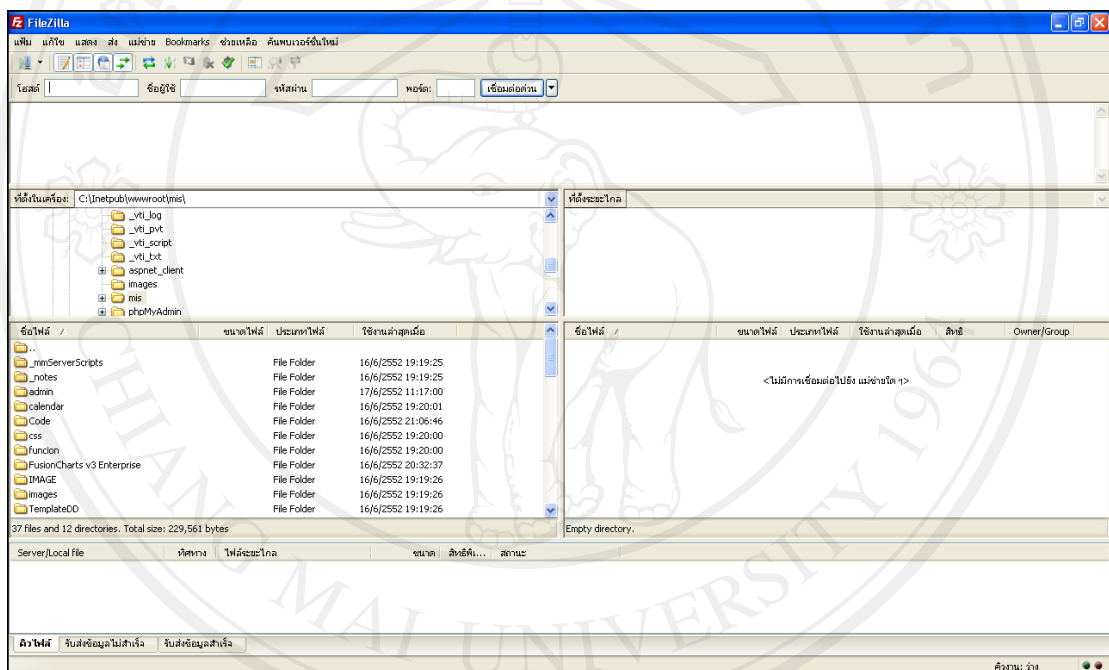 FileZilla
แฟ้ม แก้ไข แสดง ส่ง แม่ข่าย Bookmarks ช่วยเหลือ ค้นพบเวอร์ชั่นใหม่
โฮสต์ ชื่อผู้ใช้ รหัสผ่าน พอร์ต: เชื่อมต่อด่วน
ที่ตั้งในเครื่อง: C:\Inetpub\wwwroot\mis\
_vti_log
_vti_pvt
_vti_script
_vti_txt
aspnet_client
images
mis
phpMyAdmin
ที่ตั้งระยะไกล
ชื่อไฟล์ / ขนาดไฟล์ ประเภทไฟล์ ใช้งานล่าสุดเมื่อ
..
_mmServerScripts File Folder 16/6/2552 19:19:25
_notes File Folder 16/6/2552 19:19:25
admin File Folder 17/6/2552 11:17:00
calendar File Folder 16/6/2552 19:20:01
Code File Folder 16/6/2552 21:06:46
css File Folder 16/6/2552 19:20:00
funcion File Folder 16/6/2552 19:20:00
FusionCharts v3 Enterprise File Folder 16/6/2552 20:32:37
IMAGE File Folder 16/6/2552 19:19:26
images File Folder 16/6/2552 19:19:26
TemplateDD File Folder 16/6/2552 19:19:26
37 files and 12 directories. Total size: 229,561 bytes
ชื่อไฟล์ / ขนาดไฟล์ ประเภทไฟล์ ใช้งานล่าสุดเมื่อ สิทธิ Owner/Group
<ไม่มีการเชื่อมต่อไปยัง แม่ข่ายใด ๆ>
Empty directory.
Server/Local file ทิศทาง ไฟล์ระยะไกล ขนาด สิทธิพิเ... สถานะ
คิวไฟล์ รับส่งข้อมูลไม่สำเร็จ รับส่งข้อมูลสำเร็จ
คิวงาน: ว่าง
CHIANG MAI UNIVERSITY 1964